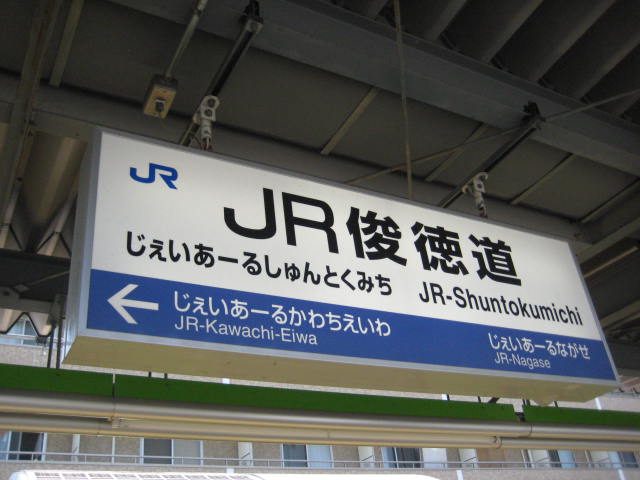 JR
JR俊徳道
じぇいあーるしゅんとくみち JR-Shuntokumichi
じぇいあーるかわちえいわ
JR-Kawachi-Eiwa
じぇいあーるながせ
JR-Nagase